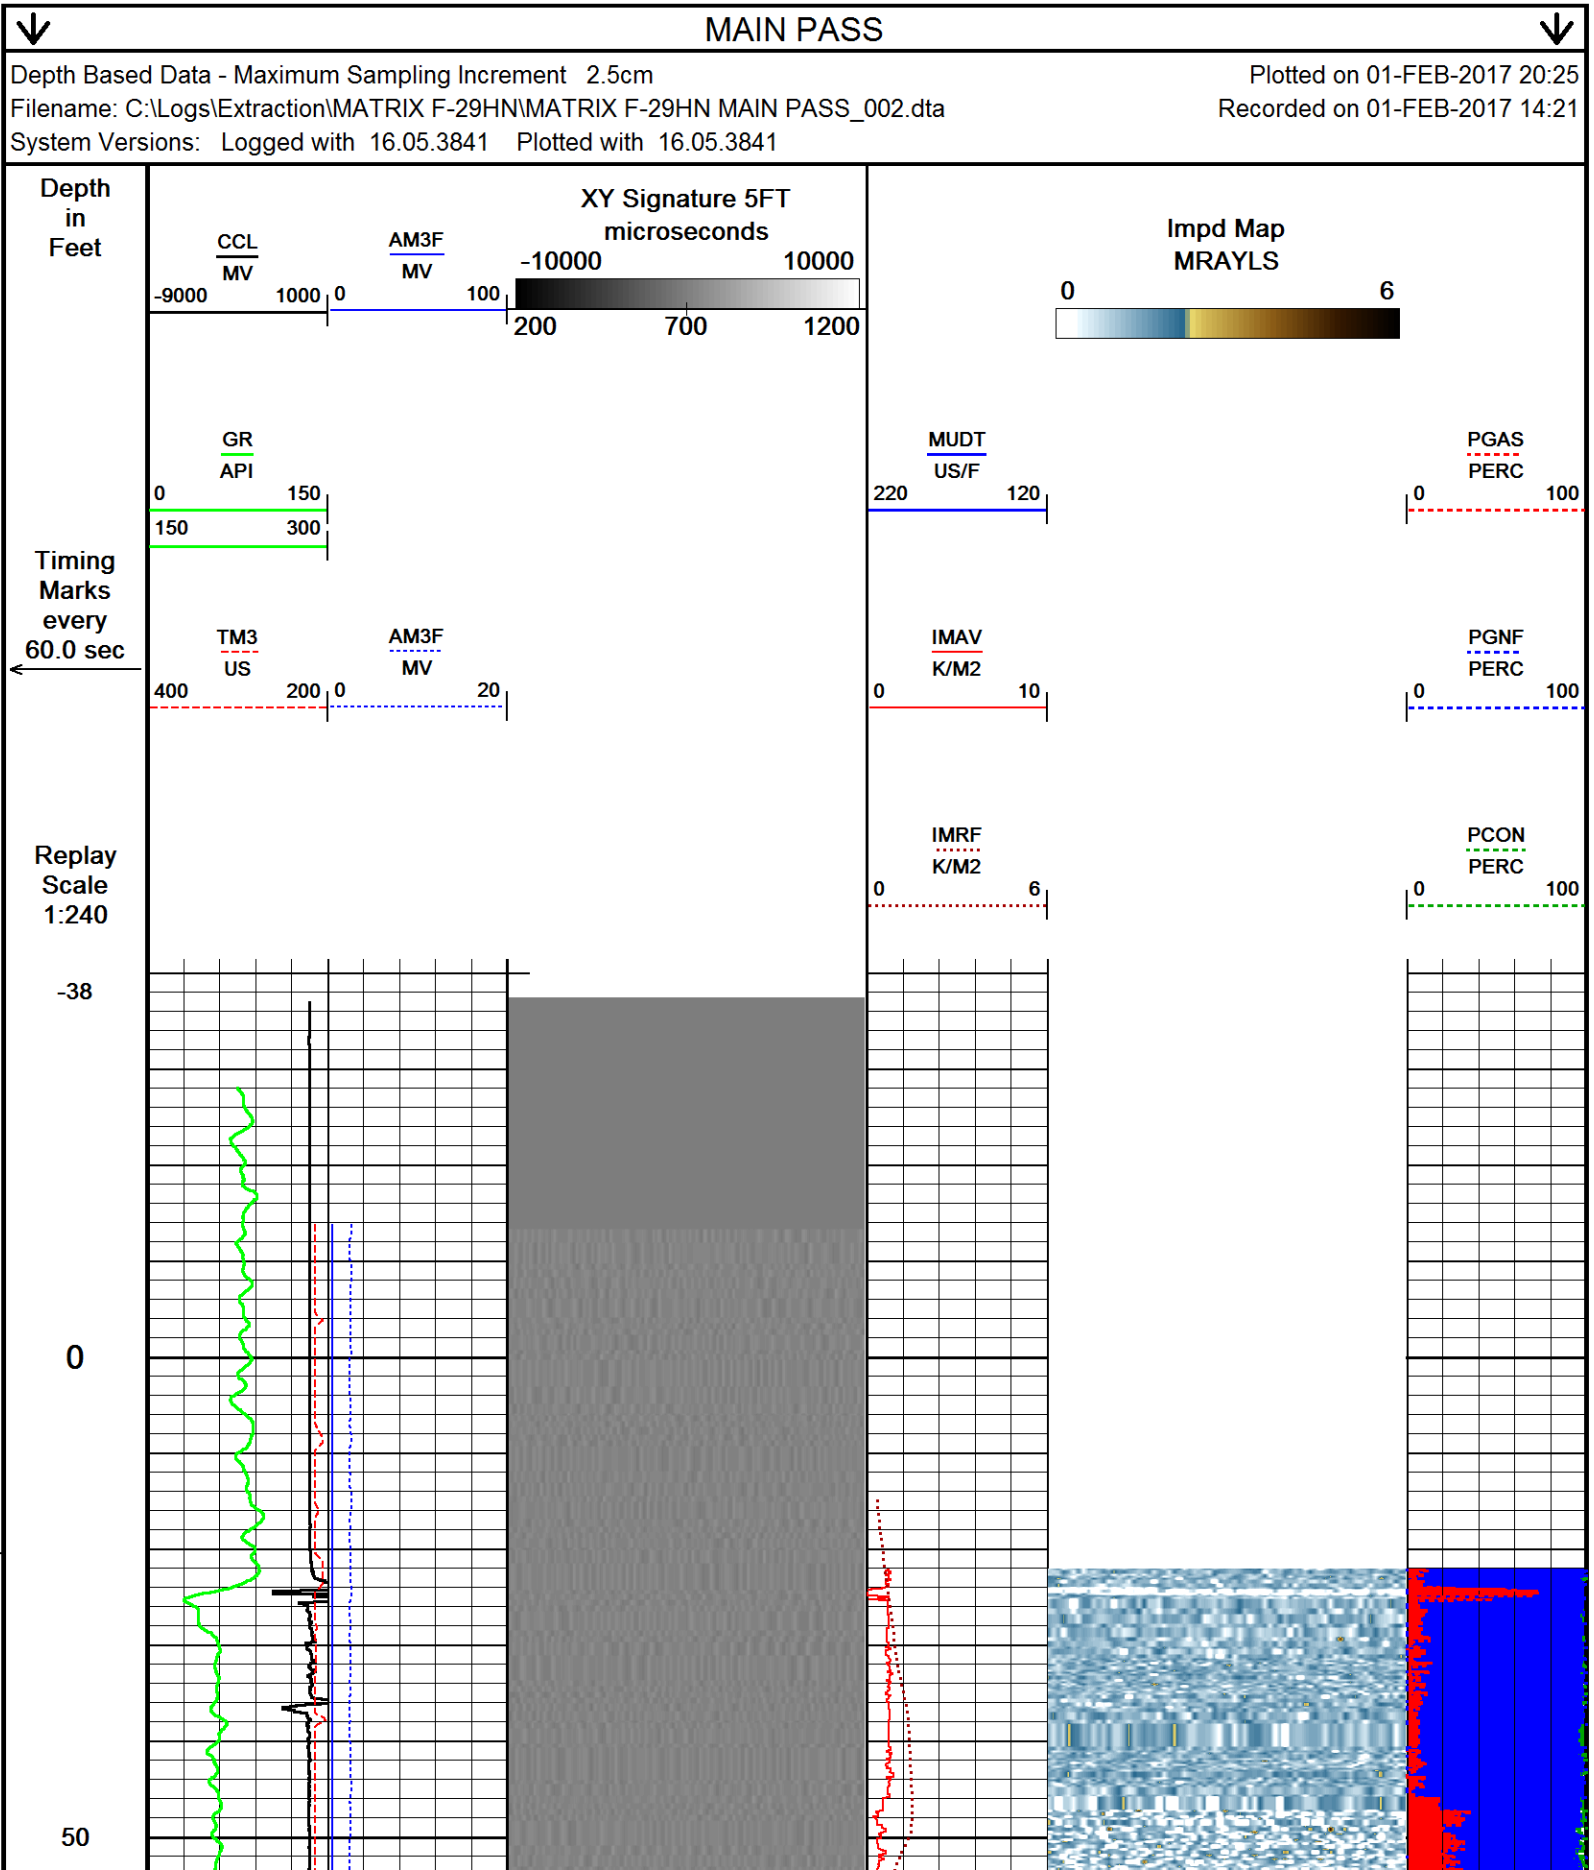 MAIN PASS
Depth Based Data - Maximum Sampling Increment 2.5cm
Plotted on 01-FEB-2017 20:25
Filename: C:\Logs\Extraction\MATRIX F-29HN\MATRIX F-29HN MAIN PASS_002.dta
Recorded on 01-FEB-2017 14:21
System Versions: Logged with 16.05.3841 Plotted with 16.05.3841
Depth
in
Feet
CCL
MV
-9000 1000
AM3F
MV
0 100
XY Signature 5FT
microseconds
-10000 10000
200 700 1200
Impd Map
MRAYLS
0 6
GR
API
0 150
150 300
MUDT
US/F
220 120
PGAS
PERC
0 100
Timing
Marks
every
60.0 sec
TM3
US
400 200
AM3F
MV
0 20
IMAV
K/M2
0 10
PGNF
PERC
0 100
Replay
Scale
1:240
IMRF
K/M2
0 6
PCON
PERC
0 100
-38
0
50